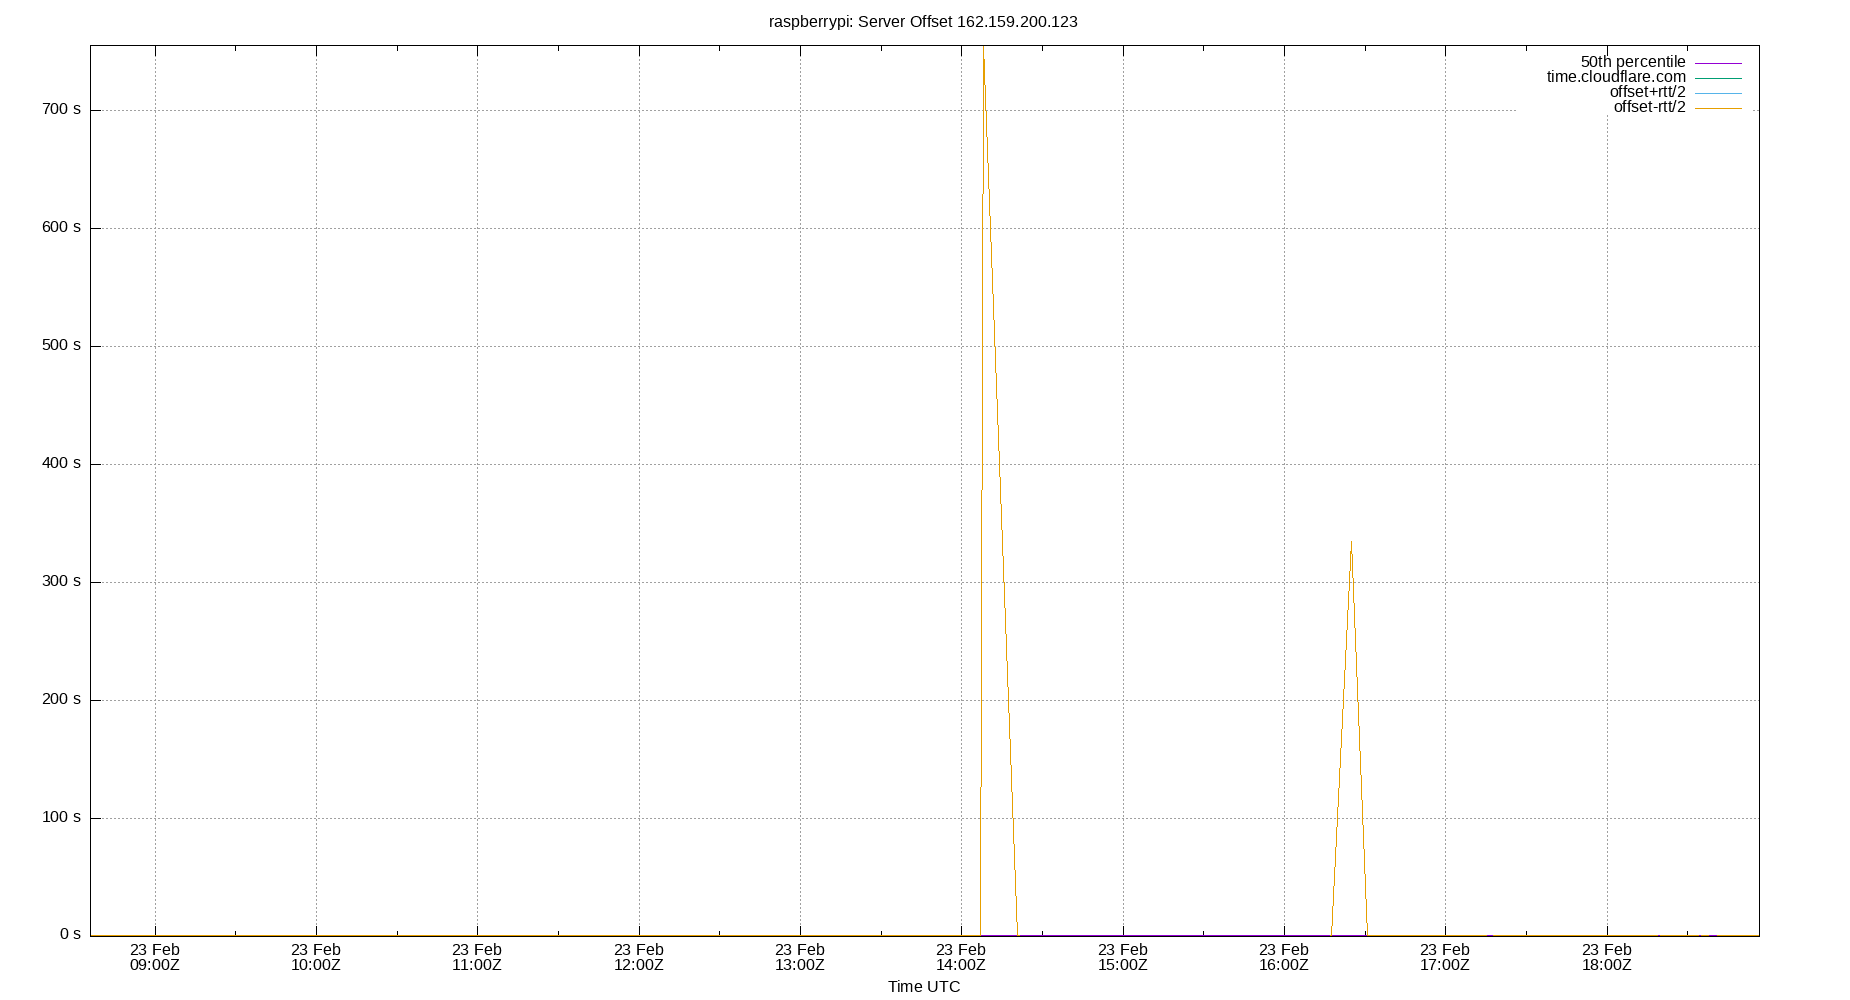 raspberrypi: Server Offset 162.159.200.123
50th percentile
time.cloudflare.com
offset+rtt/2
offset-rtt/2
700 s
600 s
500 s
400 s
300 s
200 s
100 s
0 s
23 Feb 23 Feb 23 Feb 23 Feb 23 Feb 23 Feb 23 Feb 23 Feb 23 Feb 23 Feb
09:00Z 10:00Z 11:00Z 12:00Z 13:00Z 14:00Z 15:00Z 16:00Z 17:00Z 18:00Z
Time UTC